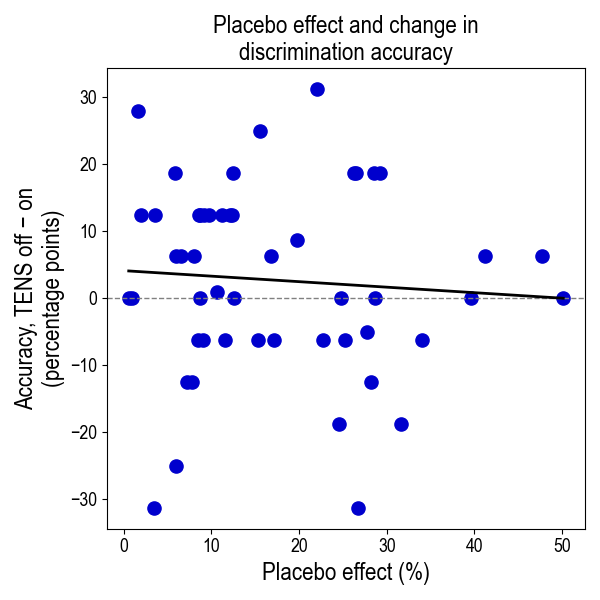 Placebo effect and change in
discrimination accuracy
Accuracy, TENS off − on
(percentage points)
30
20
10
0
−10
−20
−30
0 10 20 30 40 50
Placebo effect (%)